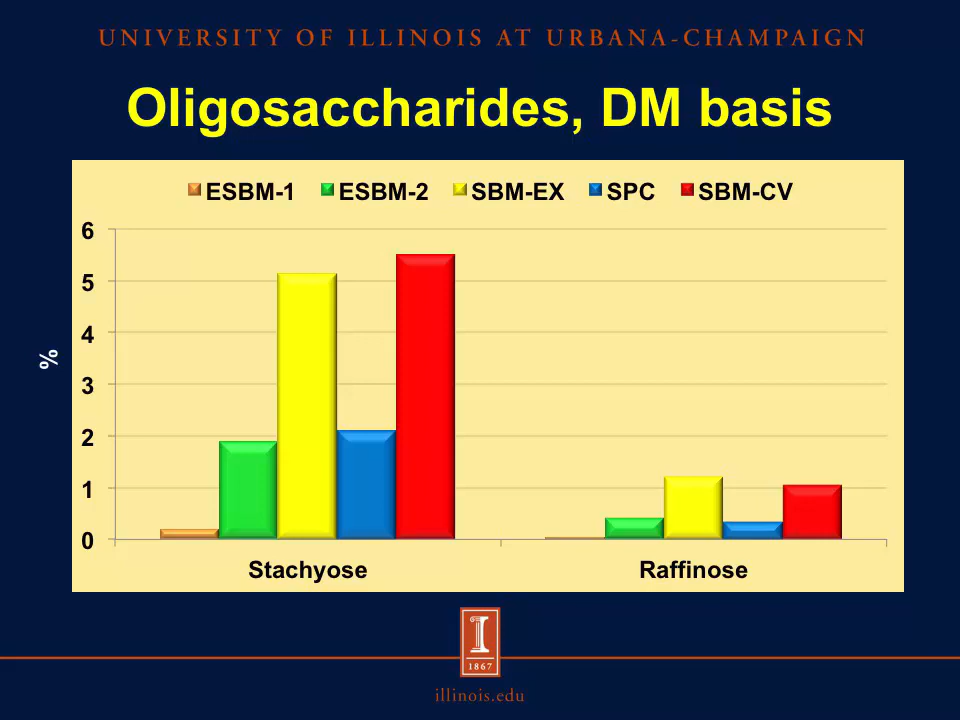 UNIVERSITY OF ILLINOIS AT URBANA-CHAMPAIGN
Oligosaccharides, DM basis
ESBM-1 ESBM-2 SBM-EX SPC SBM-CV
6
5
4
%
3
2
1
0
Stachyose Raffinose
I
1867
illinois.edu